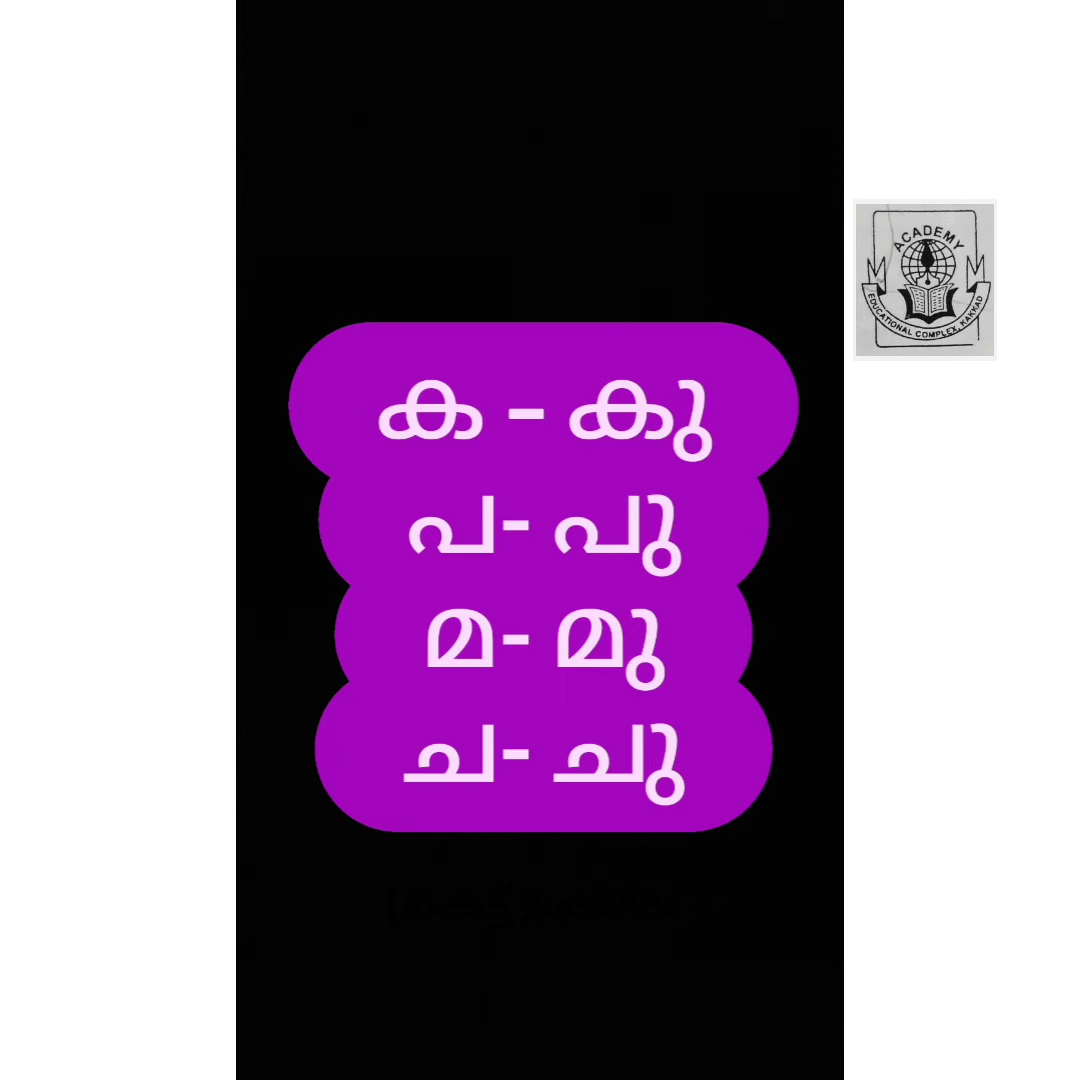 ക - കു
പ- പു
മ- മു
ച- ചു
ACADEMY
M M
EDUCATIONAL COMPLEX, KAKKAD